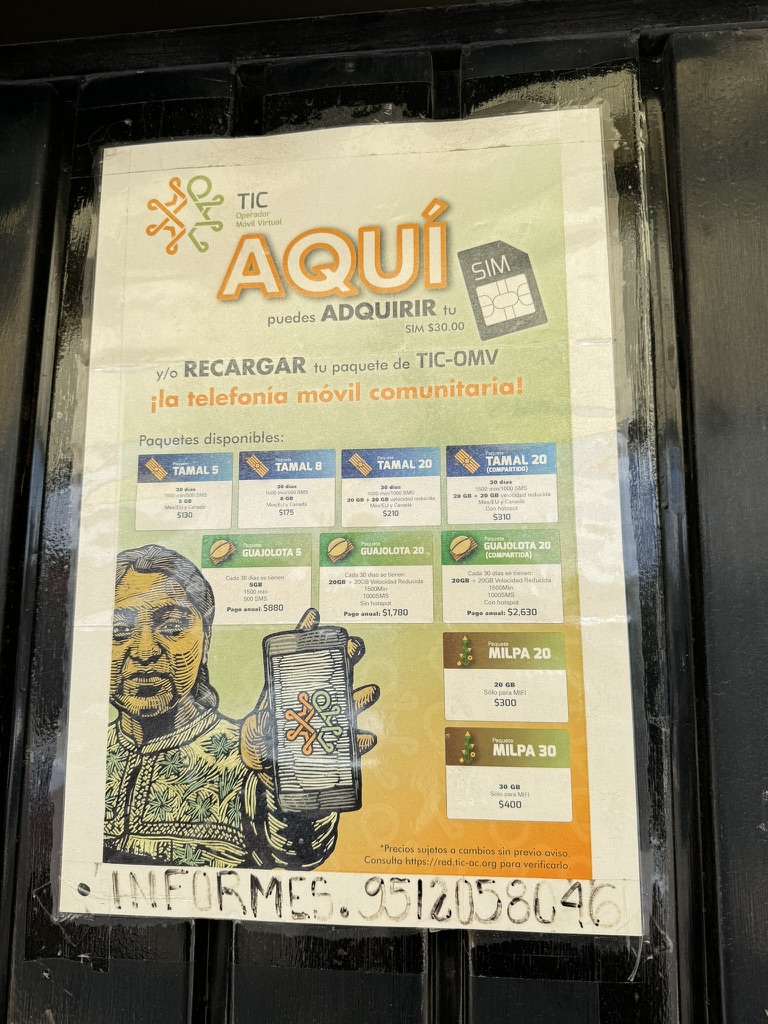 TIC
Operador
Móvil Virtual
AQUÍ
puedes ADQUIRIR tu
SIM $30.00
SIM
y/o RECARGAR tu paquete de TIC-OMV
¡la telefonía móvil comunitaria!
Paquetes disponibles:
Paquete
TAMAL 5
30 días
1500 min/500 SMS
5 GB
Mex/EU y Canadá
$130
Paquete
TAMAL 8
30 días
1500 min/500 SMS
8 GB
Mex/EU y Canadá
$175
Paquete
TAMAL 20
30 días
1000 min/1000 SMS
20 GB + 20 GB velocidad reducida
Mex/EU y Canadá
$210
Paquete
TAMAL 20
(COMPARTIDO)
30 días
1500 min/1000 SMS
20 GB + 20 GB velocidad reducida
Mex/EU y Canadá
Con hotspot
$310
Paquete
GUAJOLOTA 5
Cada 30 días se tienen:
5GB
1500 min
500 SMS
Pago anual: $880
Paquete
GUAJOLOTA 20
Cada 30 días se tienen:
20GB + 20GB Velocidad Reducida
1500Min
1000SMS
Sin hotspot
Pago anual: $1,780
Paquete
GUAJOLOTA 20
(COMPARTIDA)
Cada 30 días se tienen:
20GB + 20GB Velocidad Reducida
1500Min
1000SMS
Con hotspot
Pago anual: $2,630
Paquete
MILPA 20
20 GB
Sólo para MIFI
$300
Paquete
MILPA 30
30 GB
Sólo para MIFI
$400
*Precios sujetos a cambios sin previo aviso.
Consulta https://red.tic-ac.org para verificarlo.
INFORMES. 9512058046